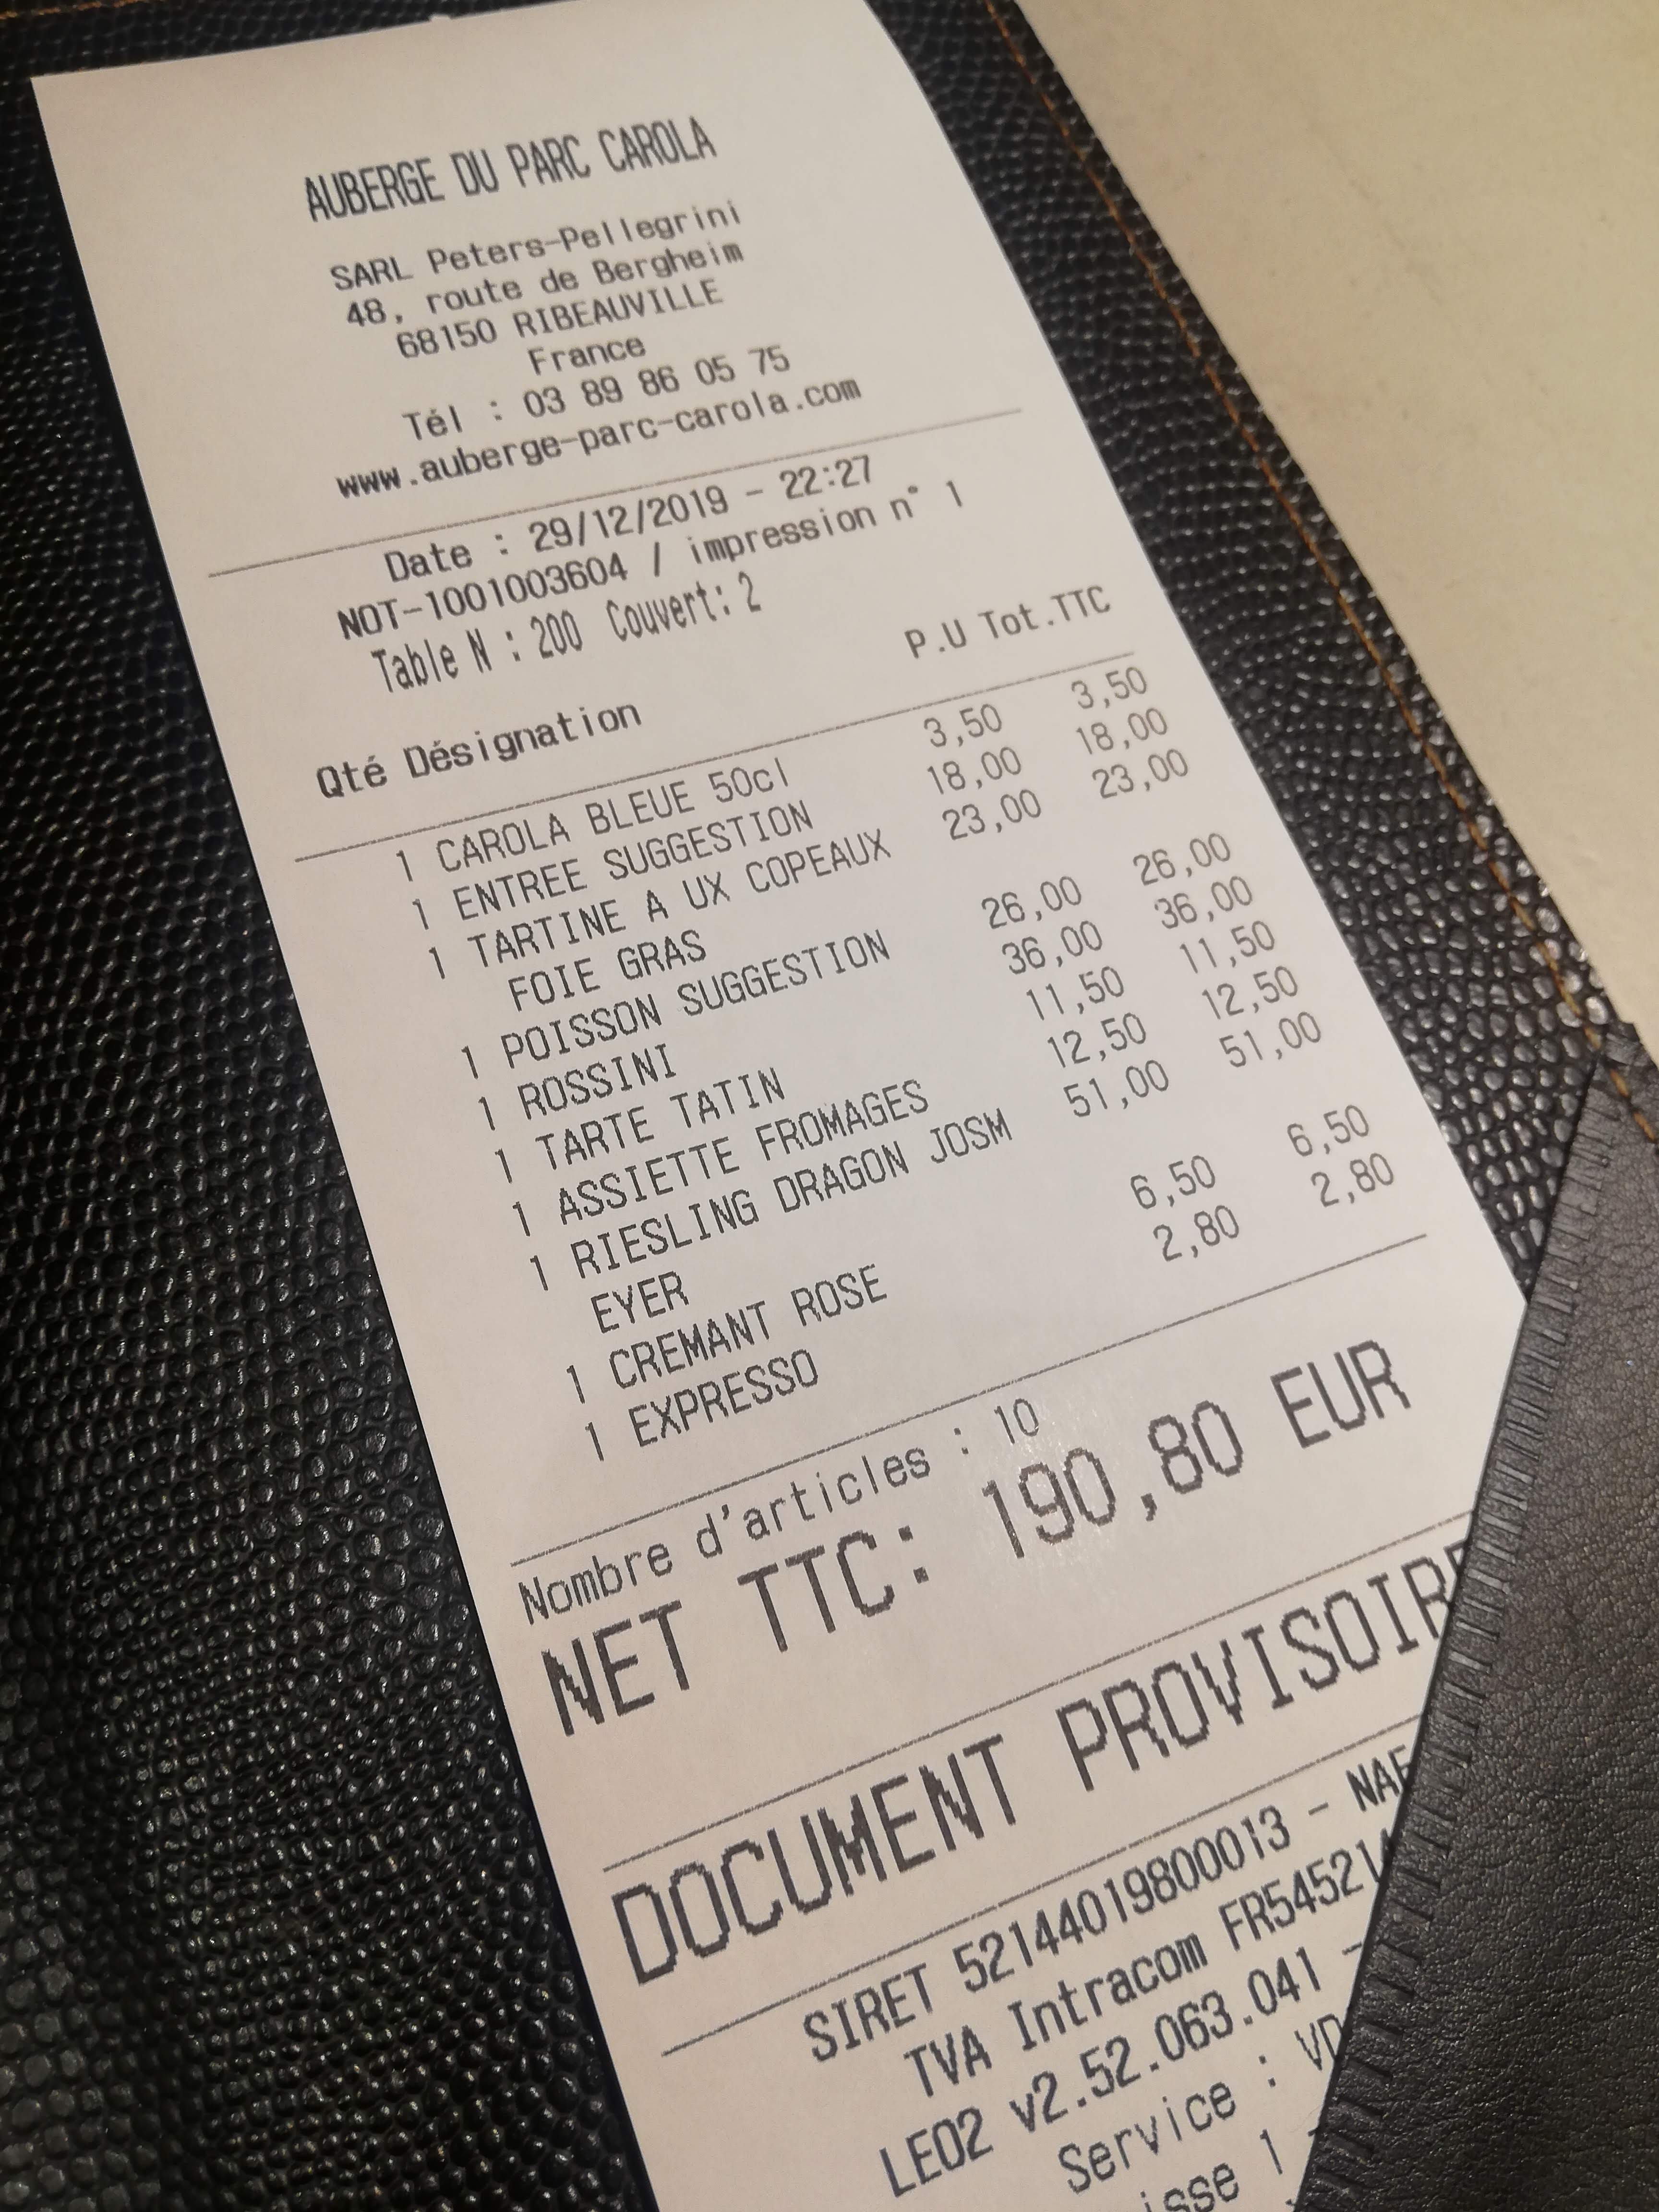 AUBERGE DU PARC CAROLA
SARL Peters-Pellegrini
48, route de Bergheim
68150 RIBEAUVILLE
France
Tél : 03 89 86 05 75
www.auberge-parc-carola.com
Date : 29/12/2019 - 22:27
NOT-1001003604 / impression n° 1
Table N : 200 Couvert: 2
Qté Désignation P.U Tot.TTC
1 CAROLA BLEUE 50cl 3,50 3,50
1 ENTREE SUGGESTION 18,00 18,00
1 TARTINE A UX COPEAUX 23,00 23,00
FOIE GRAS
1 POISSON SUGGESTION 26,00 26,00
1 ROSSINI 36,00 36,00
1 TARTE TATIN 11,50 11,50
1 ASSIETTE FROMAGES 12,50 12,50
1 RIESLING DRAGON JOSM 51,00 51,00
EYER
1 CREMANT ROSE 6,50 6,50
1 EXPRESSO 2,80 2,80
Nombre d'articles : 10
NET TTC: 190,80 EUR
DOCUMENT PROVISOIR
SIRET 52144019800013 - NAF
TVA Intracom FR54521
LEO2 v2.52.063.041 -
Service : VD
isse 1